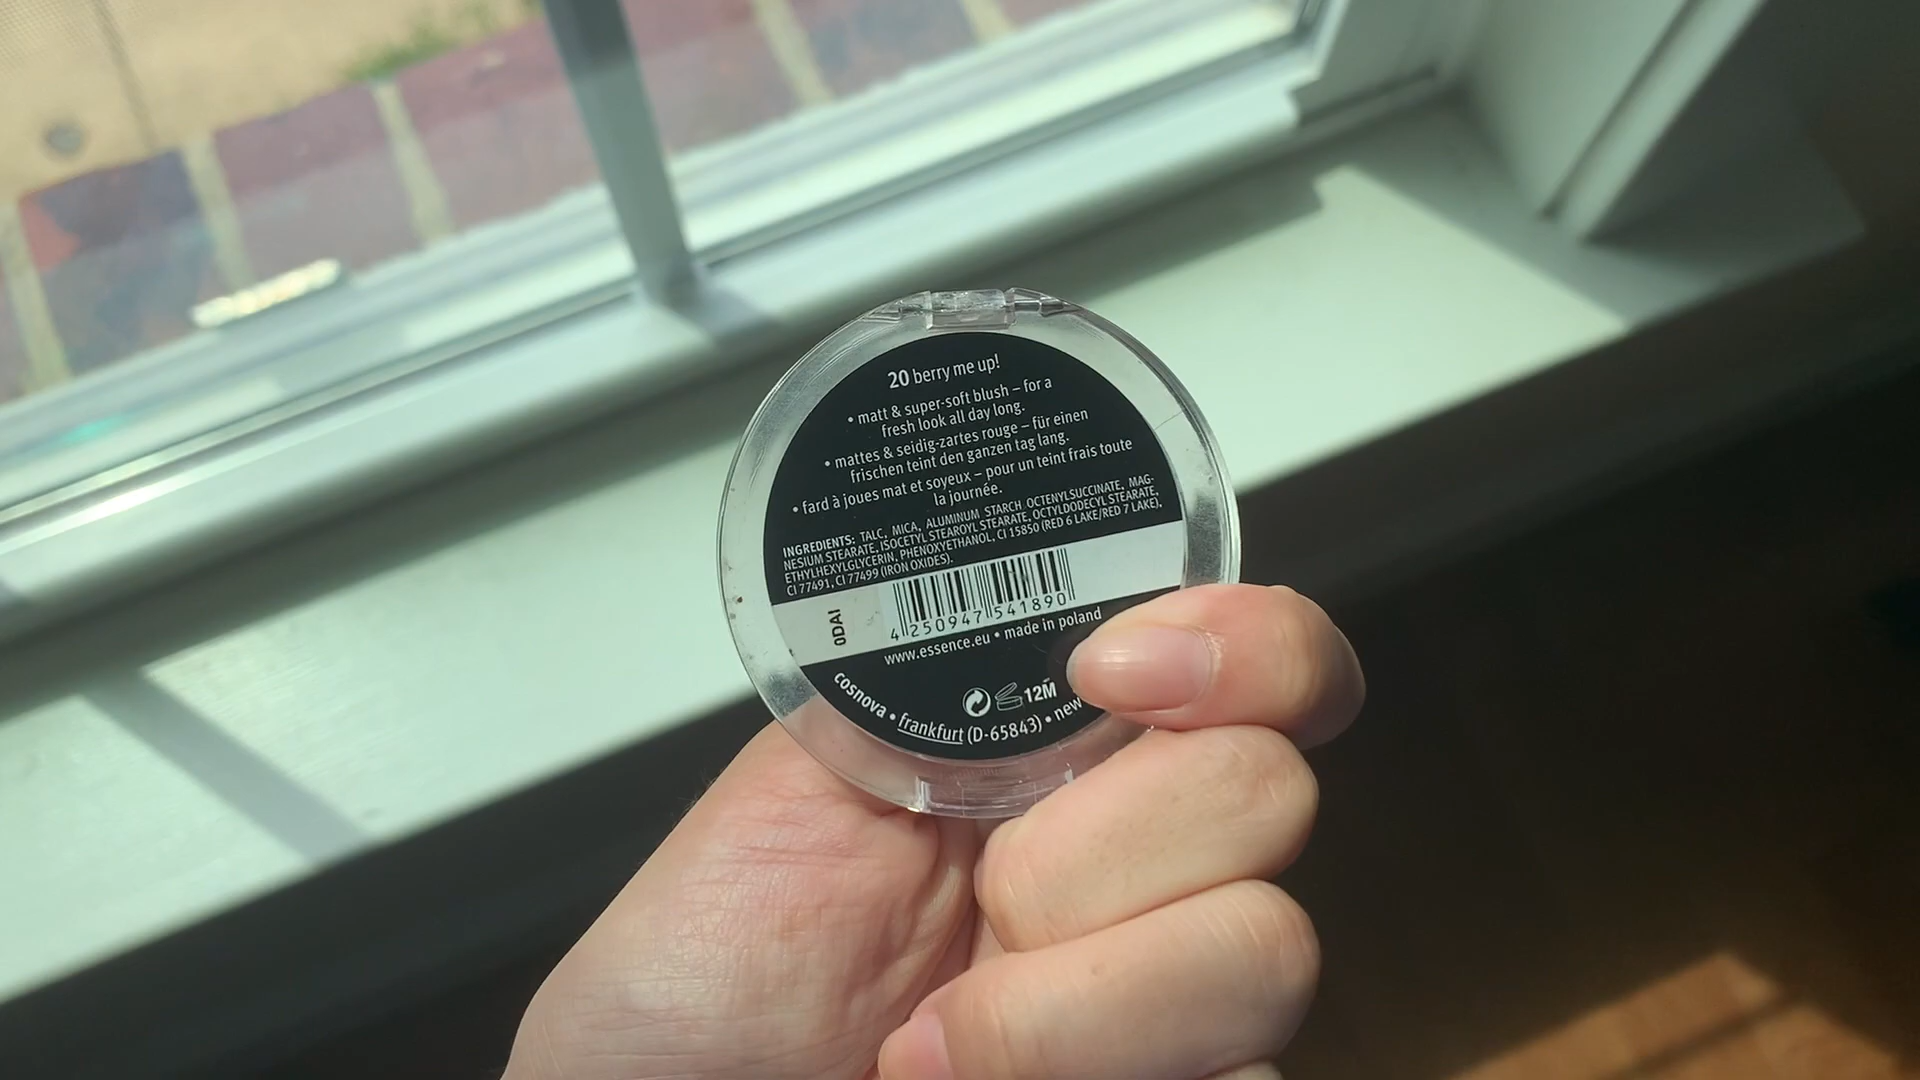 20 berry me up!
• matt & super-soft blush – for a
fresh look all day long.
• mattes & seidig-zartes rouge – für einen
frischen teint den ganzen tag lang.
• fard à joues mat et soyeux – pour un teint frais toute
la journée.
INGREDIENTS: TALC, MICA, ALUMINUM STARCH OCTENYLSUCCINATE, MAG-
NESIUM STEARATE, ISOCETYL STEAROYL STEARATE, OCTYLDODECYL STEARATE,
ETHYLHEXYLGLYCERIN, PHENOXYETHANOL, CI 15850 (RED 6 LAKE/RED 7 LAKE),
CI 77491, CI 77499 (IRON OXIDES).
0DAI
4 250947 541890
www.essence.eu • made in poland
12M
cosnova • frankfurt (D-65843) • new